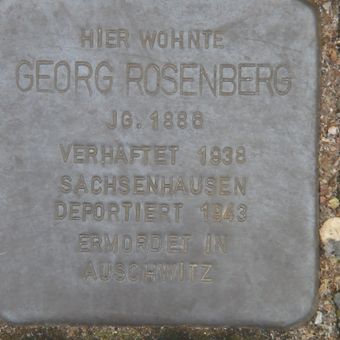 HIER WOHNTE
GEORG ROSENBERG
JG. 1888
VERHAFTET 1938
SACHSENHAUSEN
DEPORTIERT 1943
ERMORDET IN
AUSCHWITZ